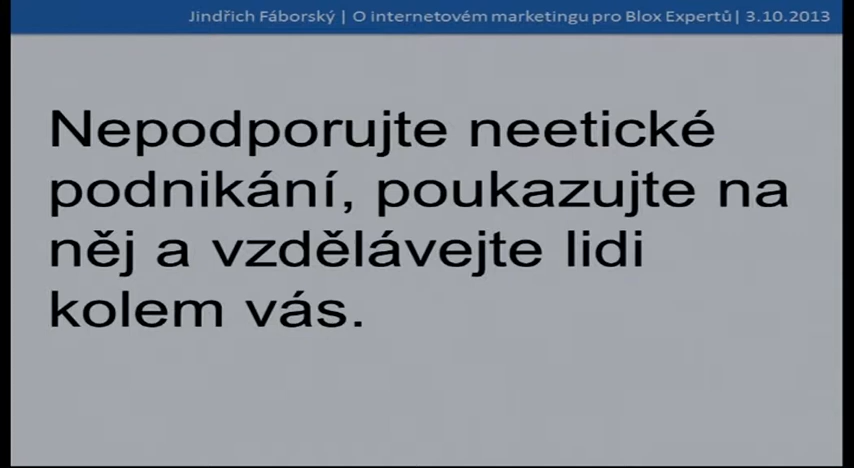 Jindřich Fáborský | O internetovém marketingu pro Blox Expertů| 3.10.2013
Nepodporujte neetické
podnikání, poukazujte na
něj a vzdělávejte lidi
kolem vás.